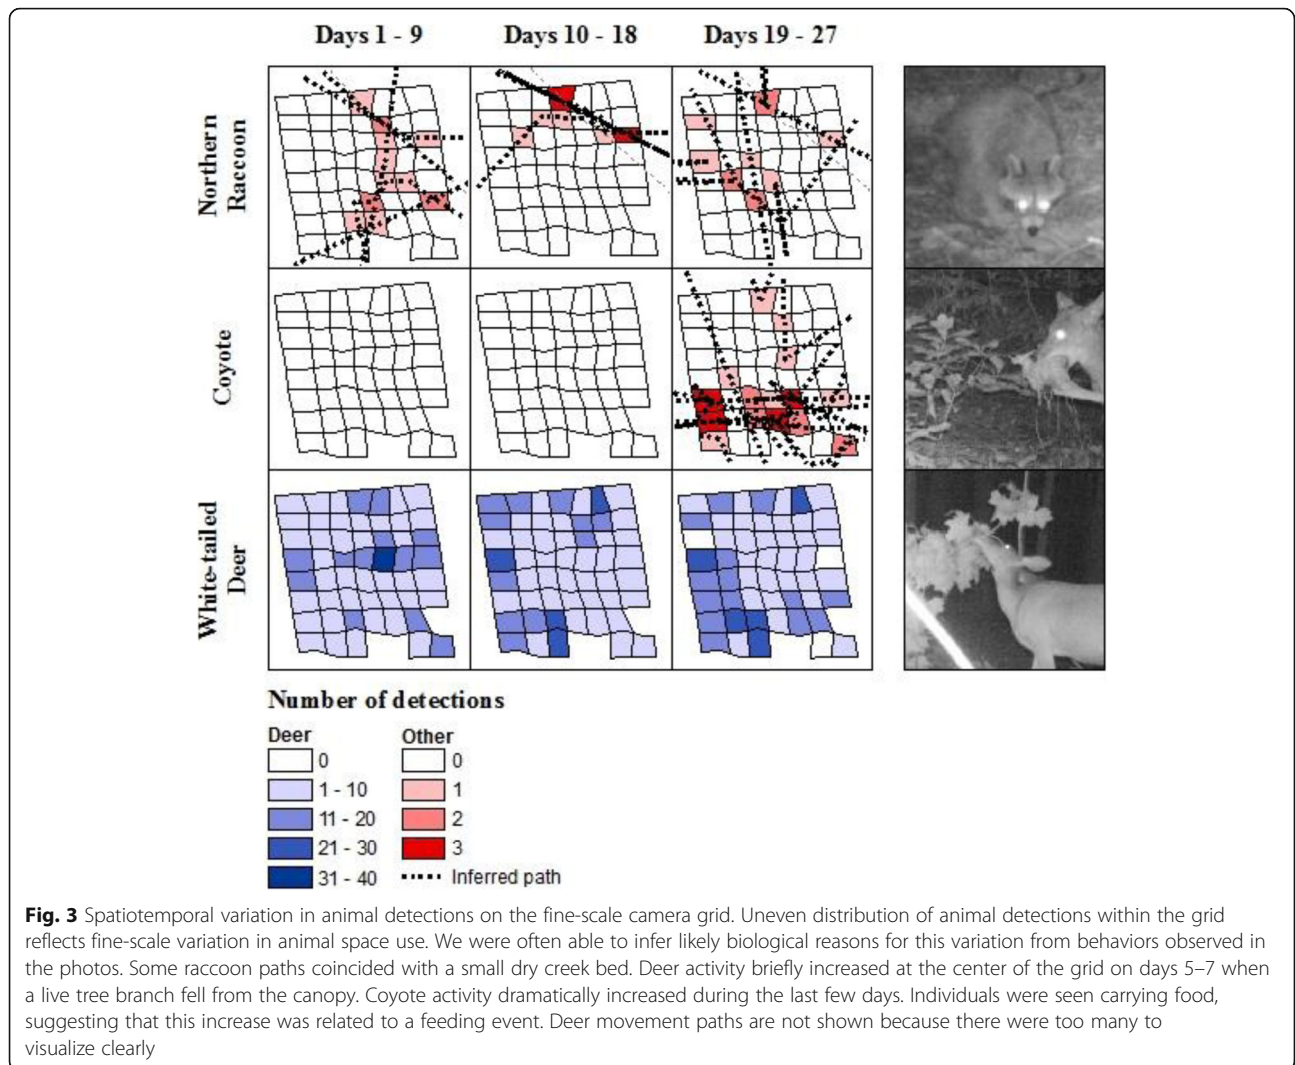 Days 1 - 9
Days 10 - 18
Days 19 - 27
Northern
Raccoon
Coyote
White-tailed
Deer
Number of detections
Deer
Other
0
0
1 - 10
1
11 - 20
2
21 - 30
3
31 - 40
Inferred path
Fig. 3 Spatiotemporal variation in animal detections on the fine-scale camera grid. Uneven distribution of animal detections within the grid
reflects fine-scale variation in animal space use. We were often able to infer likely biological reasons for this variation from behaviors observed in
the photos. Some raccoon paths coincided with a small dry creek bed. Deer activity briefly increased at the center of the grid on days 5–7 when
a live tree branch fell from the canopy. Coyote activity dramatically increased during the last few days. Individuals were seen carrying food,
suggesting that this increase was related to a feeding event. Deer movement paths are not shown because there were too many to
visualize clearly